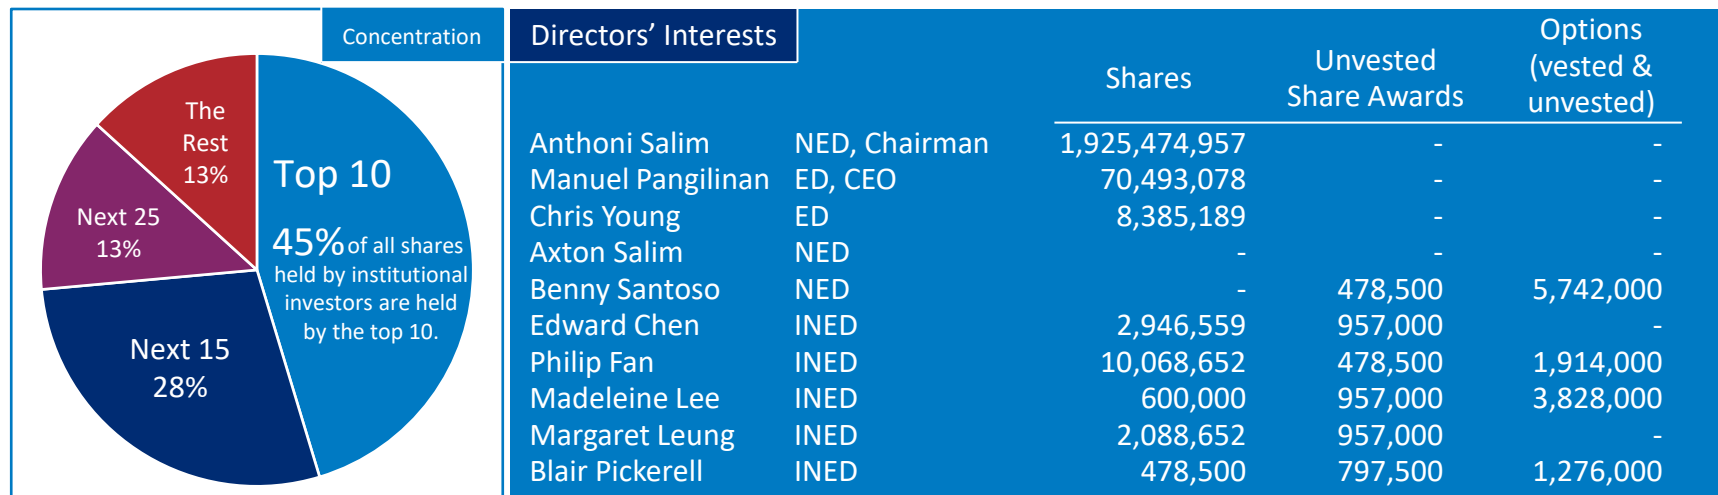 Concentration
The
Rest
13%
Top 10
45% of all shares
held by institutional
investors are held
by the top 10.
Next 25
13%
Next 15
28%
Directors’ Interests
Shares
Unvested
Share Awards
Options
(vested &
unvested)
Anthoni Salim NED, Chairman 1,925,474,957 - -
Manuel Pangilinan ED, CEO 70,493,078 - -
Chris Young ED 8,385,189 - -
Axton Salim NED - - -
Benny Santoso NED - 478,500 5,742,000
Edward Chen INED 2,946,559 957,000 -
Philip Fan INED 10,068,652 478,500 1,914,000
Madeleine Lee INED 600,000 957,000 3,828,000
Margaret Leung INED 2,088,652 957,000 -
Blair Pickerell INED 478,500 797,500 1,276,000